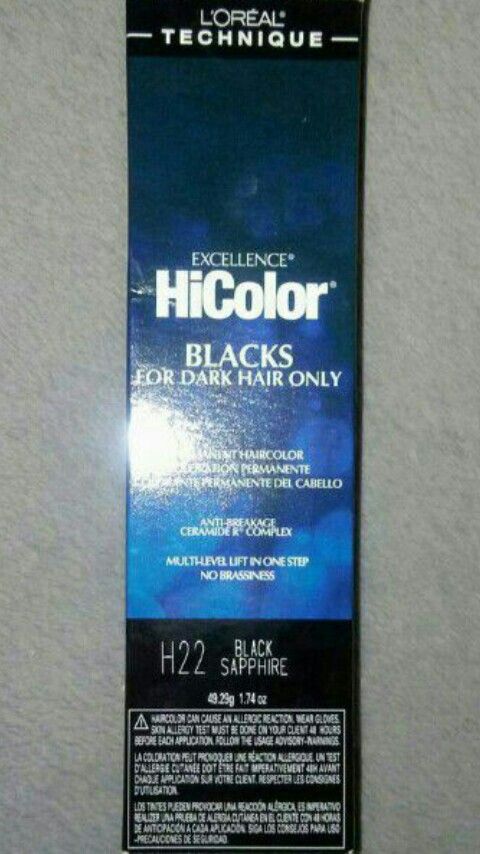 L'ORÉAL®
TECHNIQUE
EXCELLENCE®
HiColor®
BLACKS
FOR DARK HAIR ONLY
HAIRCOLOR
PERMANENTE
PERMANENTE DEL CABELLO
ANTI-BREAKAGE
CERAMIDE R® COMPLEX
MULTI-LEVEL LIFT IN ONE STEP
NO BRASSINESS
H22 BLACK
SAPPHIRE
49.29g 1.74 oz
HAIRCOLOR CAN CAUSE AN ALLERGIC REACTION. WEAR GLOVES.
SKIN ALLERGY TEST MUST BE DONE ON YOUR CLIENT 48 HOURS
BEFORE EACH APPLICATION. FOLLOW THE USAGE ADVISORY-WARNINGS.
LA COLORATION PEUT PROVOQUER UNE RÉACTION ALLERGIQUE. UN TEST
D'ALLERGIE CUTANÉE DOIT ÊTRE FAIT IMPÉRATIVEMENT 48H AVANT
CHAQUE APPLICATION SUR VOTRE CLIENT. RESPECTER LES CONSIGNES
D'UTILISATION.
LOS TINTES PUEDEN PROVOCAR UNA REACCIÓN ALÉRGICA, ES IMPERATIVO
REALIZAR UNA PRUEBA DE ALERGIA CUTÁNEA EN EL CLIENTE CON 48 HORAS
DE ANTICIPACIÓN A CADA APLICACIÓN. SIGA LOS CONSEJOS PARA USO
-PRECAUCIONES DE SEGURIDAD.